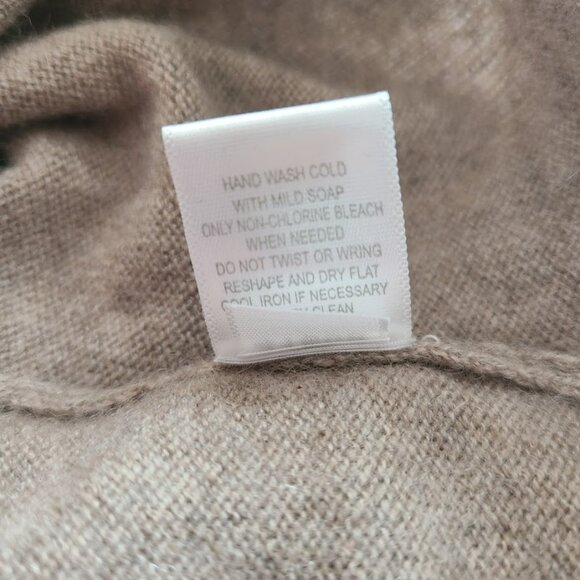 HAND WASH COLD
WITH MILD SOAP
ONLY NON-CHLORINE BLEACH
WHEN NEEDED
DO NOT TWIST OR WRING
RESHAPE AND DRY FLAT
COOL IRON IF NECESSARY
CLEAN